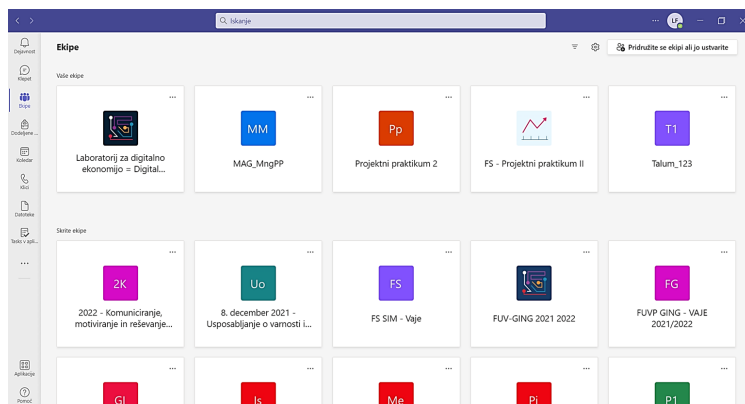 Iskanje
LF
Dejavnost
Klepet
Ekipe
Dodeljene ...
Koledar
Klici
Datoteke
Tasks v apli...
Aplikacije
Pomoč
Ekipe
Pridružite se ekipi ali jo ustvarite
Vaše ekipe
Laboratorij za digitalno
ekonomijo = Digital...
MM
MAG_MngPP
Pp
Projektni praktikum 2
FS - Projektni praktikum II
T1
Talum_123
Skrite ekipe
2K
2022 - Komuniciranje,
motiviranje in reševanje...
Uo
8. december 2021 -
Usposabljanje o varnosti i...
FS
FS SIM - Vaje
FUV-GING 2021 2022
FG
FUVP GING - VAJE
2021/2022
GI
Is
Me
Pi
P1